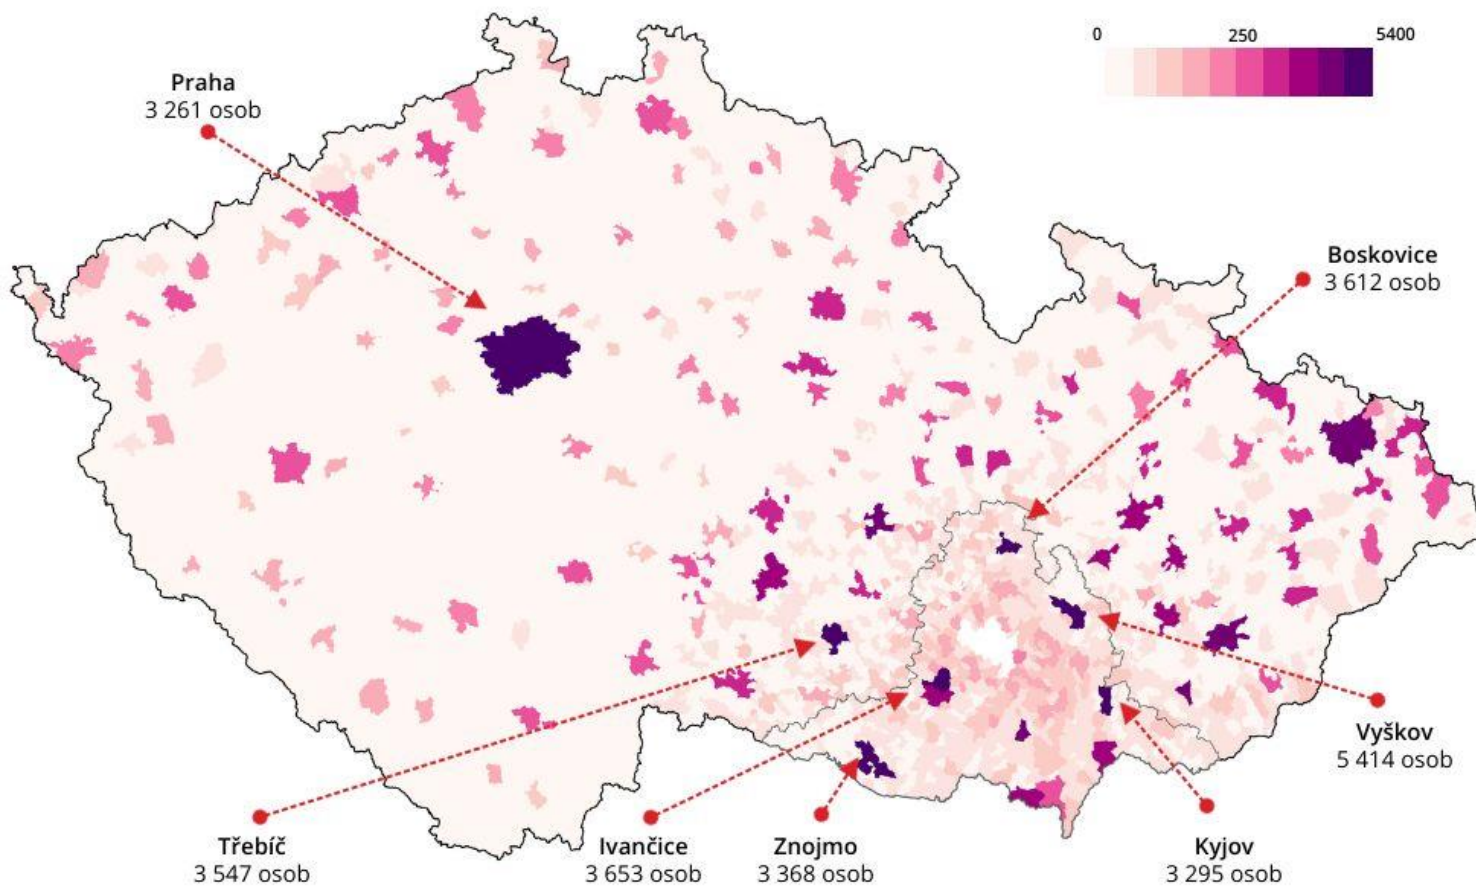 0 250 5400
Praha
3 261 osob
Boskovice
3 612 osob
Vyškov
5 414 osob
Třebíč
3 547 osob
Ivančice
3 653 osob
Znojmo
3 368 osob
Kyjov
3 295 osob